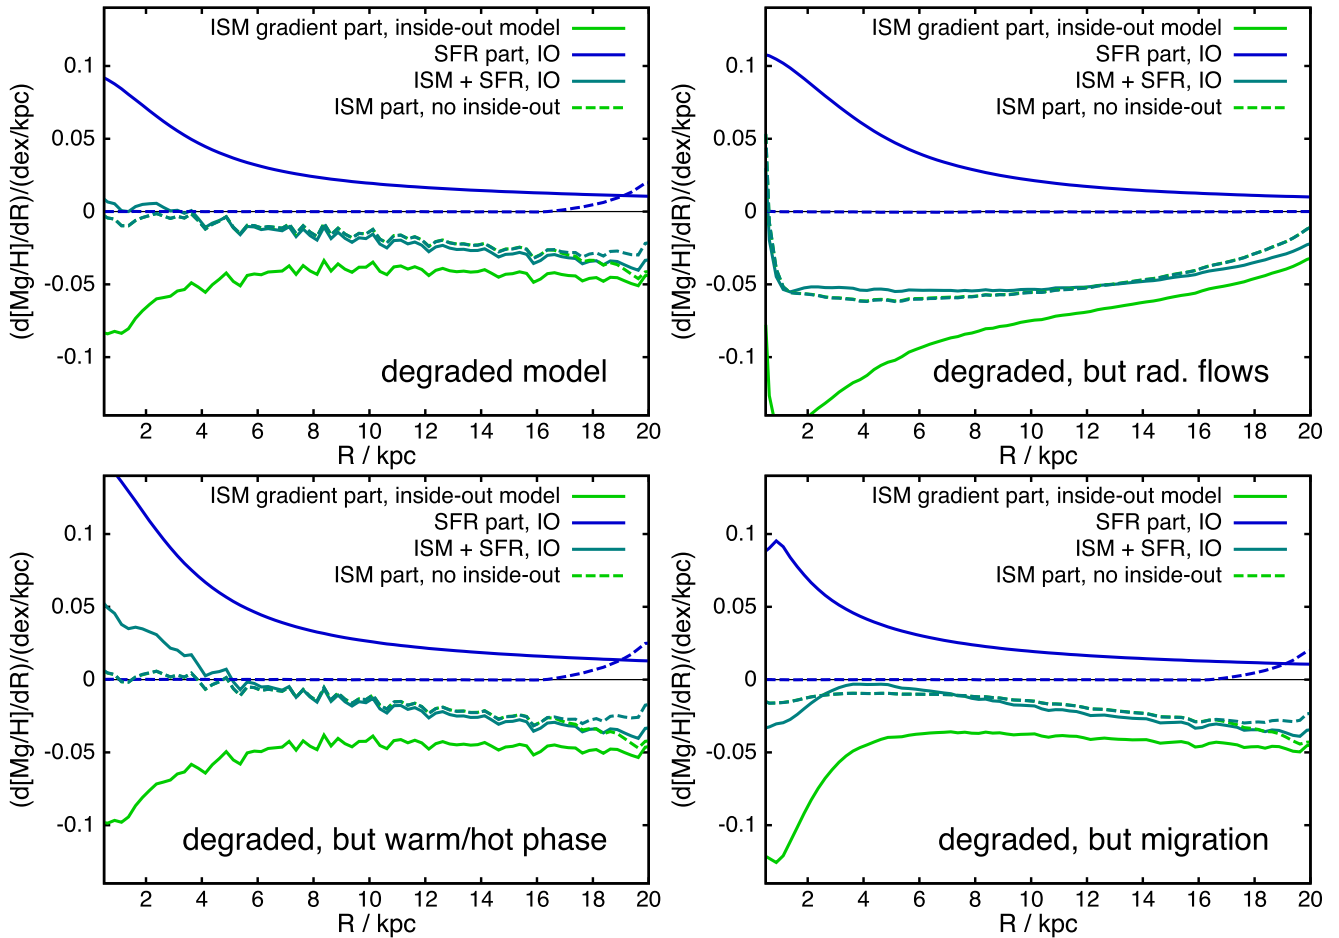 ISM gradient part, inside-out model
SFR part, IO
ISM + SFR, IO
ISM part, no inside-out
(d[Mg/H]/dR)/(dex/kpc)
0.1
0.05
0
-0.05
-0.1
degraded model
2 4 6 8 10 12 14 16 18 20
R / kpc
ISM gradient part, inside-out model
SFR part, IO
ISM + SFR, IO
ISM part, no inside-out
(d[Mg/H]/dR)/(dex/kpc)
0.1
0.05
0
-0.05
-0.1
degraded, but rad. flows
2 4 6 8 10 12 14 16 18 20
R / kpc
ISM gradient part, inside-out model
SFR part, IO
ISM + SFR, IO
ISM part, no inside-out
(d[Mg/H]/dR)/(dex/kpc)
0.1
0.05
0
-0.05
-0.1
degraded, but warm/hot phase
2 4 6 8 10 12 14 16 18 20
R / kpc
ISM gradient part, inside-out model
SFR part, IO
ISM + SFR, IO
ISM part, no inside-out
(d[Mg/H]/dR)/(dex/kpc)
0.1
0.05
0
-0.05
-0.1
degraded, but migration
2 4 6 8 10 12 14 16 18 20
R / kpc